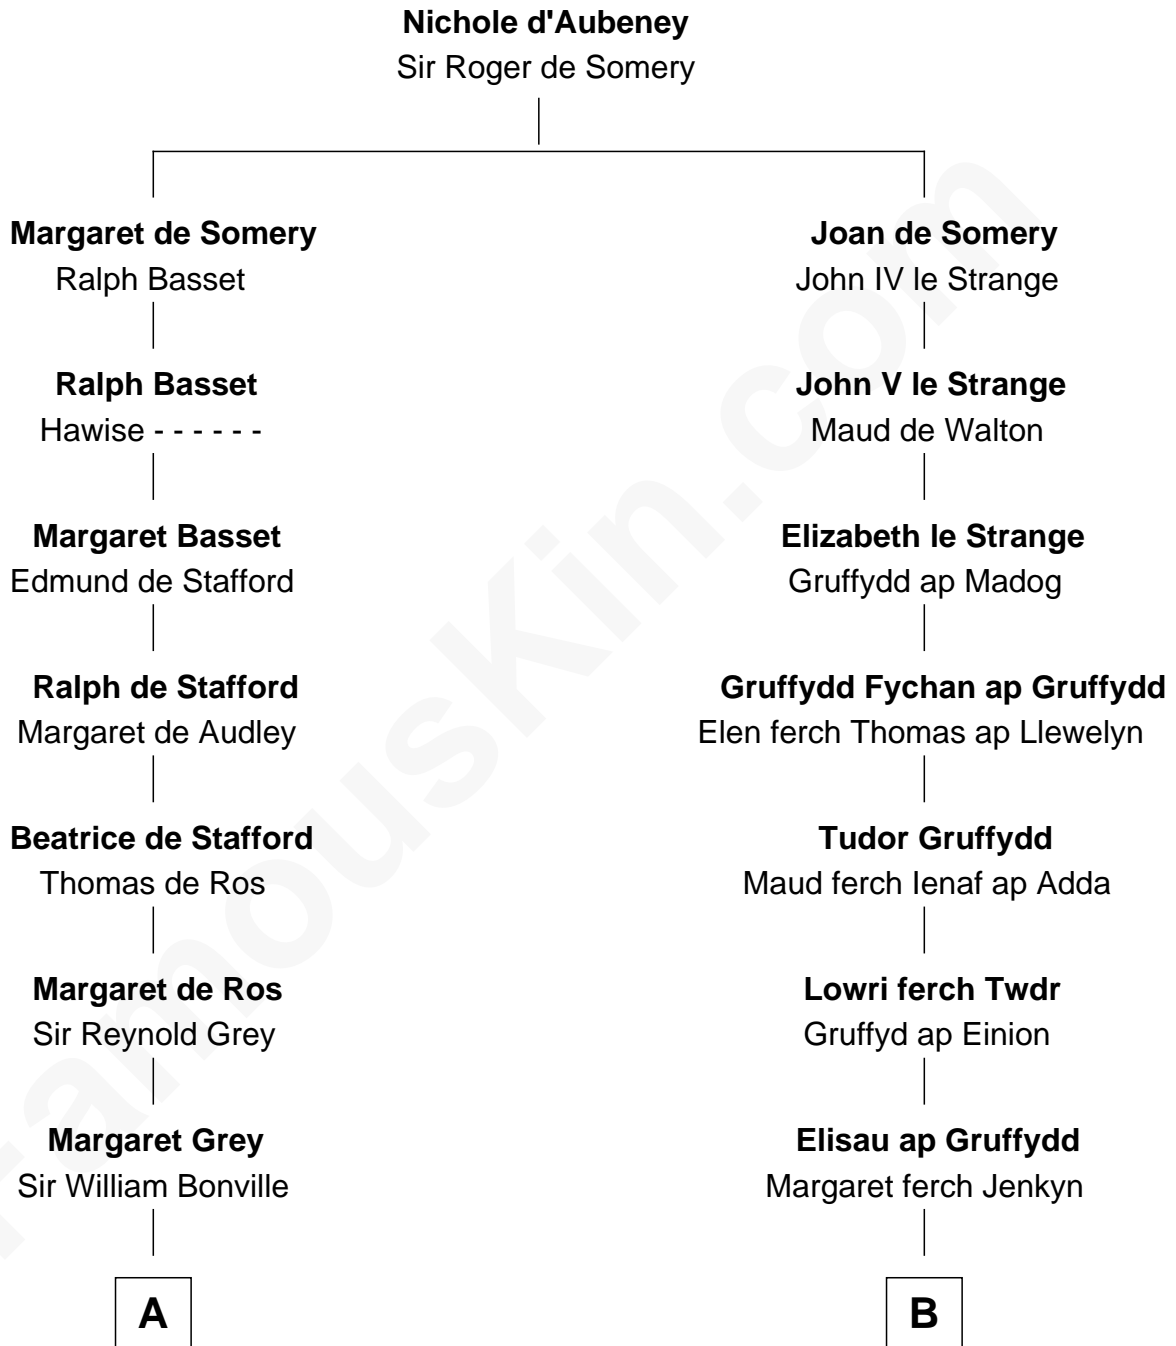 Nichole d'Aubeney
Sir Roger de Somery
Margaret de Somery
Ralph Basset
Joan de Somery
John IV le Strange
Ralph Basset
Hawise - - - - - -
John V le Strange
Maud de Walton
Margaret Basset
Edmund de Stafford
Elizabeth le Strange
Gruffydd ap Madog
Ralph de Stafford
Margaret de Audley
Gruffydd Fychan ap Gruffydd
Elen ferch Thomas ap Llewelyn
Beatrice de Stafford
Thomas de Ros
Tudor Gruffydd
Maud ferch Ienaf ap Adda
Margaret de Ros
Sir Reynold Grey
Lowri ferch Twdr
Gruffyd ap Einion
Margaret Grey
Sir William Bonville
Elisau ap Gruffydd
Margaret ferch Jenkyn
A
B
FamousKin.com